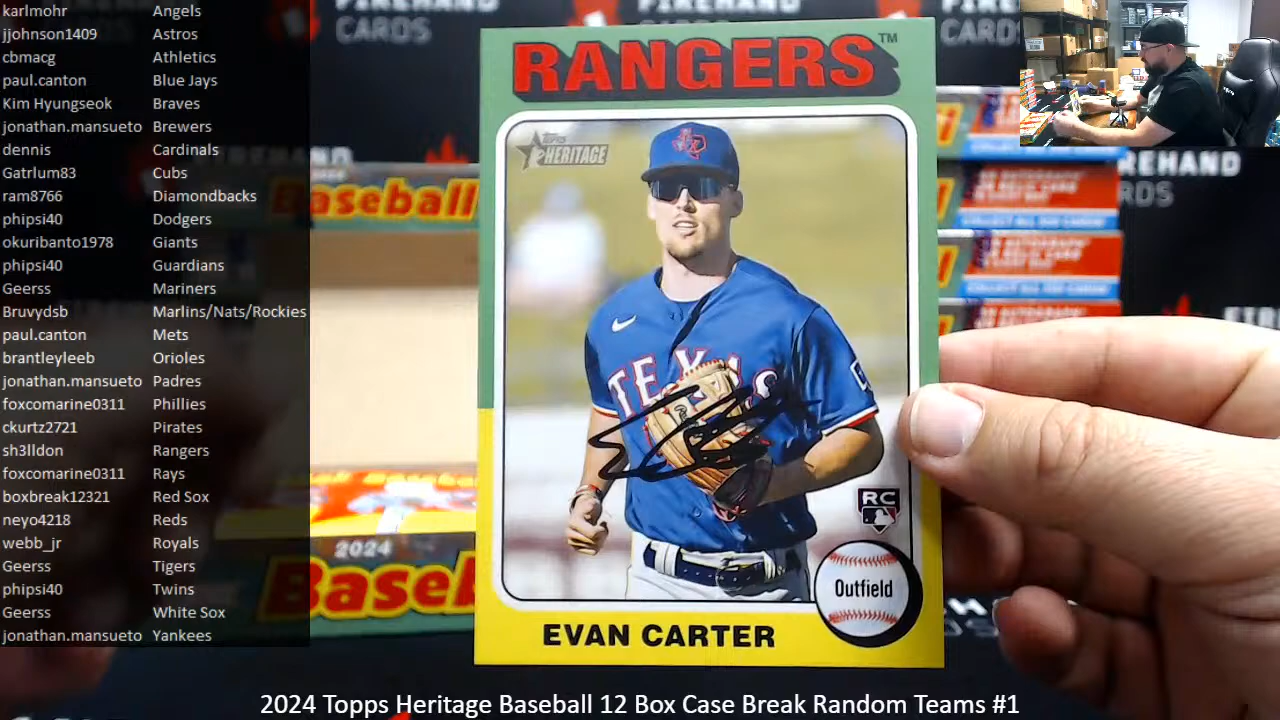 karlmohr Angels
jjohnson1409 Astros
cbmacg Athletics
paul.canton Blue Jays
Kim Hyungseok Braves
jonathan.mansueto Brewers
dennis Cardinals
Gatrlum83 Cubs
ram8766 Diamondbacks
phipsi40 Dodgers
okuribanto1978 Giants
phipsi40 Guardians
Geerss Mariners
Bruvydsb Marlins/Nats/Rockies
paul.canton Mets
brantleyleeb Orioles
jonathan.mansueto Padres
foxcomarine0311 Phillies
ckurtz2721 Pirates
sh3lldon Rangers
foxcomarine0311 Rays
boxbreak12321 Red Sox
neyo4218 Reds
webb_jr Royals
Geerss Tigers
phipsi40 Twins
Geerss White Sox
jonathan.mansueto Yankees
RANGERS™
TOPPS
HERITAGE
TEXAS
RC
Outfield
EVAN CARTER
FIREHAND
CARDS
Baseball
2024
Baseball
FIREHAND
CARDS
2024 Topps Heritage Baseball 12 Box Case Break Random Teams #1